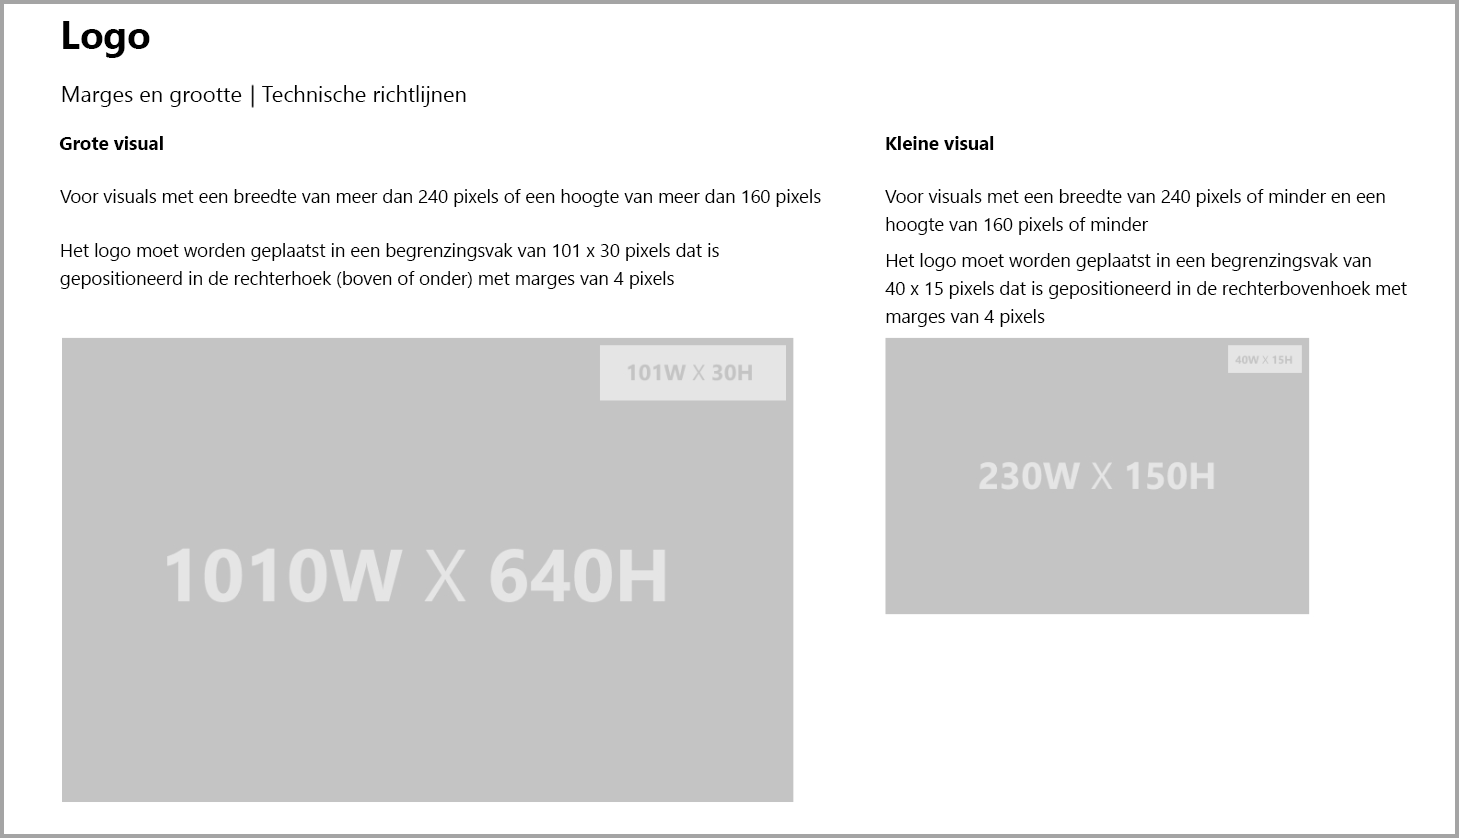 Logo
Marges en grootte | Technische richtlijnen
Grote visual
Voor visuals met een breedte van meer dan 240 pixels of een hoogte van meer dan 160 pixels
Het logo moet worden geplaatst in een begrenzingsvak van 101 x 30 pixels dat is
gepositioneerd in de rechterhoek (boven of onder) met marges van 4 pixels
101W X 30H
1010W X 640H
Kleine visual
Voor visuals met een breedte van 240 pixels of minder en een
hoogte van 160 pixels of minder
Het logo moet worden geplaatst in een begrenzingsvak van
40 x 15 pixels dat is gepositioneerd in de rechterbovenhoek met
marges van 4 pixels
40W X 15H
230W X 150H